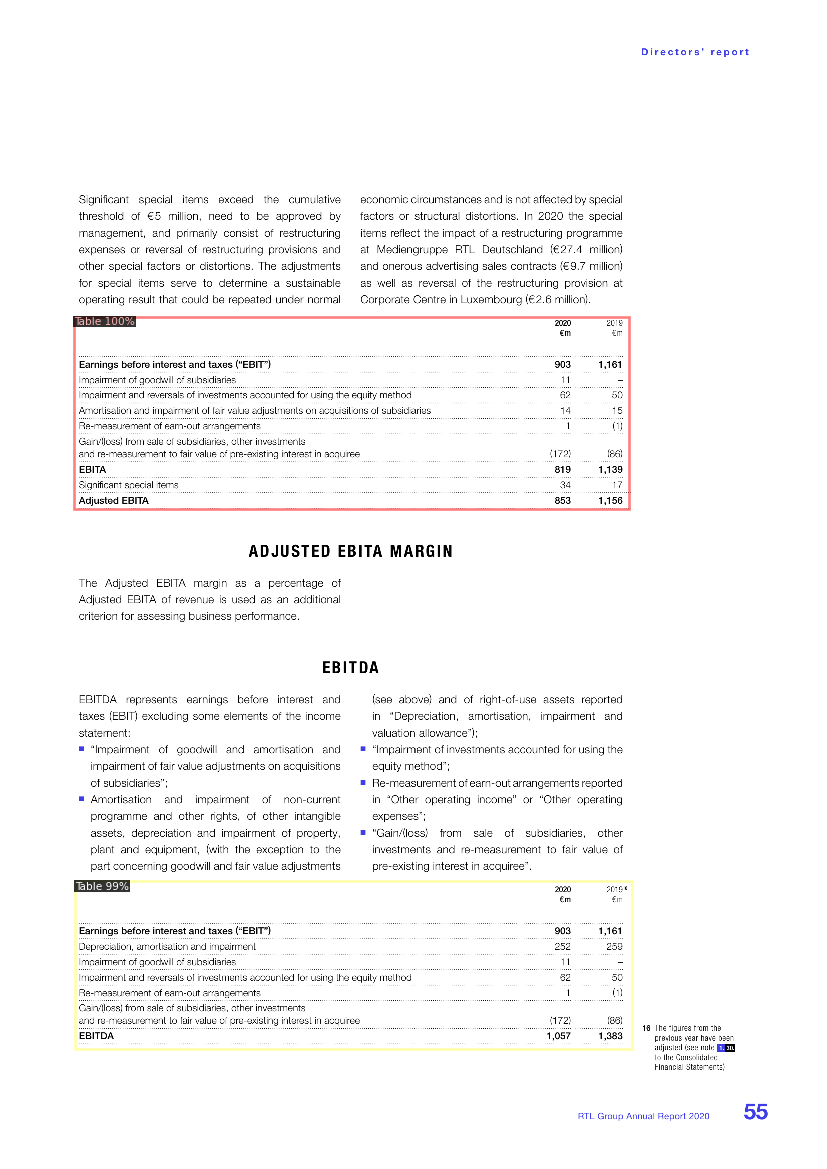 Directors' report
Significant special items exceed the cumulative
threshold of €5 million, need to be approved by
management, and primarily consist of restructuring
expenses or reversal of restructuring provisions and
other special factors or distortions. The adjustments
for special items serve to determine a sustainable
operating result that could be repeated under normal
economic circumstances and is not affected by special
factors or structural distortions. In 2020 the special
items reflect the impact of a restructuring programme
at Mediengruppe RTL Deutschland (€27.4 million)
and onerous advertising sales contracts (€9.7 million)
as well as reversal of the restructuring provision at
Corporate Centre in Luxembourg (€2.6 million).
Table 100%
2020 2019
€m €m
Earnings before interest and taxes (“EBIT”) 903 1,161
Impairment of goodwill of subsidiaries 11 –
Impairment and reversals of investments accounted for using the equity method 62 50
Amortisation and impairment of fair value adjustments on acquisitions of subsidiaries 14 15
Re-measurement of earn-out arrangements 1 (1)
Gain/(loss) from sale of subsidiaries, other investments
and re-measurement to fair value of pre-existing interest in acquiree (172) (86)
EBITA 819 1,139
Significant special items 34 17
Adjusted EBITA 853 1,156
ADJUSTED EBITA MARGIN
The Adjusted EBITA margin as a percentage of
Adjusted EBITA of revenue is used as an additional
criterion for assessing business performance.
EBITDA
EBITDA represents earnings before interest and
taxes (EBIT) excluding some elements of the income
statement:
■ “Impairment of goodwill and amortisation and
impairment of fair value adjustments on acquisitions
of subsidiaries”;
■ Amortisation and impairment of non-current
programme and other rights, of other intangible
assets, depreciation and impairment of property,
plant and equipment, (with the exception to the
part concerning goodwill and fair value adjustments
(see above) and of right-of-use assets reported
in “Depreciation, amortisation, impairment and
valuation allowance”);
■ “Impairment of investments accounted for using the
equity method”;
■ Re-measurement of earn-out arrangements reported
in “Other operating income” or “Other operating
expenses”;
■ “Gain/(loss) from sale of subsidiaries, other
investments and re-measurement to fair value of
pre-existing interest in acquiree”.
Table 99%
2020 2019
€m €m
Earnings before interest and taxes (“EBIT”) 903 1,161
Depreciation, amortisation and impairment 252 259
Impairment of goodwill of subsidiaries 11 –
Impairment and reversals of investments accounted for using the equity method 62 50
Re-measurement of earn-out arrangements 1 (1)
Gain/(loss) from sale of subsidiaries, other investments
and re-measurement to fair value of pre-existing interest in acquiree (172) (86)
EBITDA 1,057 1,383
16 The figures from the
previous year have been
adjusted (see note 1. 30.
to the Consolidated
Financial Statements)
RTL Group Annual Report 2020 55